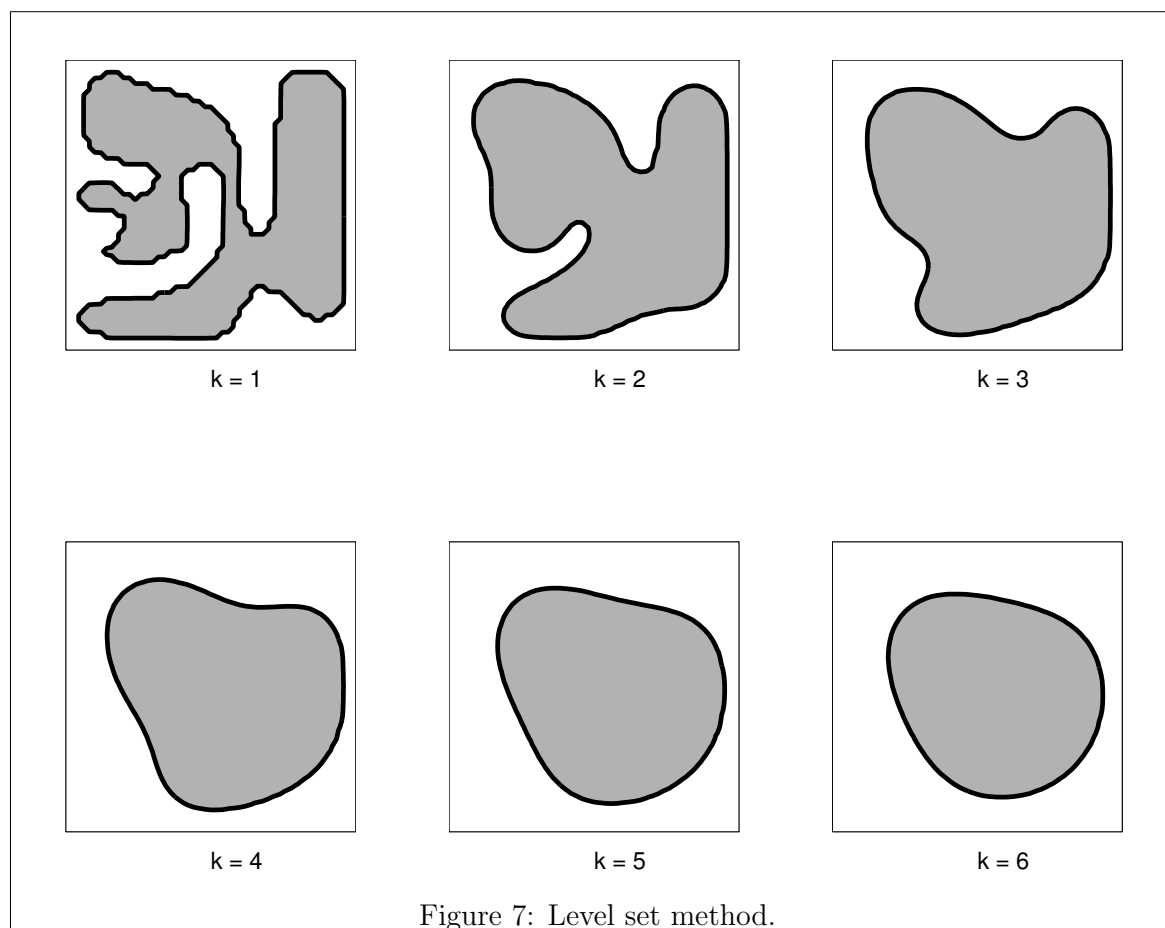 k = 1
k = 2
k = 3
k = 4
k = 5
k = 6
Figure 7: Level set method.